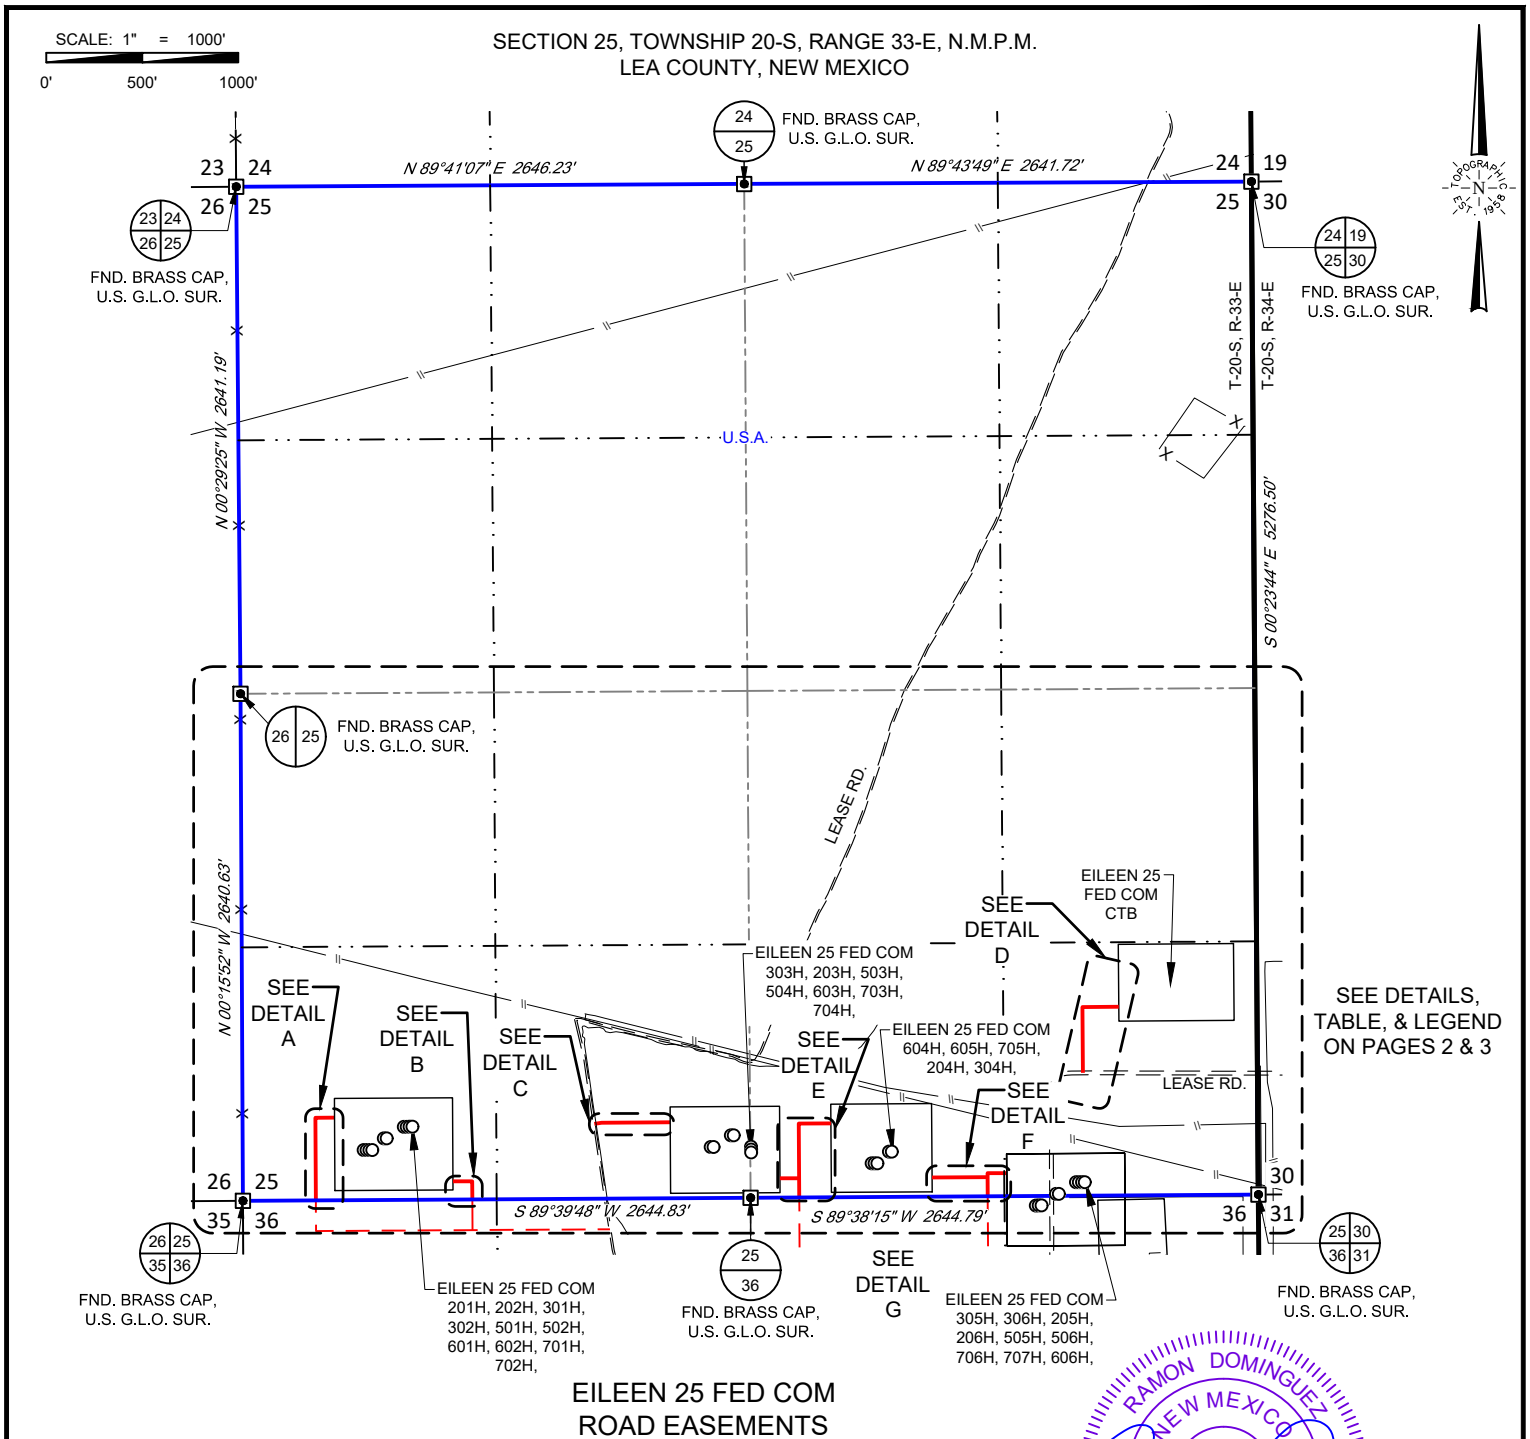 SCALE: 1" = 1000'
0' 500' 1000'
SECTION 25, TOWNSHIP 20-S, RANGE 33-E, N.M.P.M.
LEA COUNTY, NEW MEXICO
TOPOGRAPHIC
N
EST. 1958
24
25
FND. BRASS CAP,
U.S. G.L.O. SUR.
N 89°41'07" E 2646.23'
N 89°43'49" E 2641.72'
23 24
26 25
24 19
25 30
23 24
26 25
FND. BRASS CAP,
U.S. G.L.O. SUR.
24 19
25 30
FND. BRASS CAP,
U.S. G.L.O. SUR.
T-20-S, R-33-E
T-20-S, R-34-E
N 00°29'25" W 2641.19'
U.S.A.
S 00°23'44" E 5276.50'
26 25
FND. BRASS CAP,
U.S. G.L.O. SUR.
LEASE RD.
N 00°15'52" W 2640.63'
EILEEN 25
FED COM
CTB
SEE
DETAIL
D
EILEEN 25 FED COM
303H, 203H, 503H,
504H, 603H, 703H,
704H,
SEE
DETAIL
A
SEE
DETAIL
B
SEE
DETAIL
C
SEE
DETAIL
E
EILEEN 25 FED COM
604H, 605H, 705H,
204H, 304H,
SEE
DETAIL
F
LEASE RD.
SEE DETAILS,
TABLE, & LEGEND
ON PAGES 2 & 3
26 25
35 36
30
36 31
S 89°39'48" W 2644.83'
S 89°38'15" W 2644.79'
26 25
35 36
FND. BRASS CAP,
U.S. G.L.O. SUR.
EILEEN 25 FED COM
201H, 202H, 301H,
302H, 501H, 502H,
601H, 602H, 701H,
702H,
25
36
FND. BRASS CAP,
U.S. G.L.O. SUR.
SEE
DETAIL
G
EILEEN 25 FED COM
305H, 306H, 205H,
206H, 505H, 506H,
706H, 707H, 606H,
25 30
36 31
FND. BRASS CAP,
U.S. G.L.O. SUR.
EILEEN 25 FED COM
ROAD EASEMENTS
RAMON DOMINGUEZ
NEW MEXICO